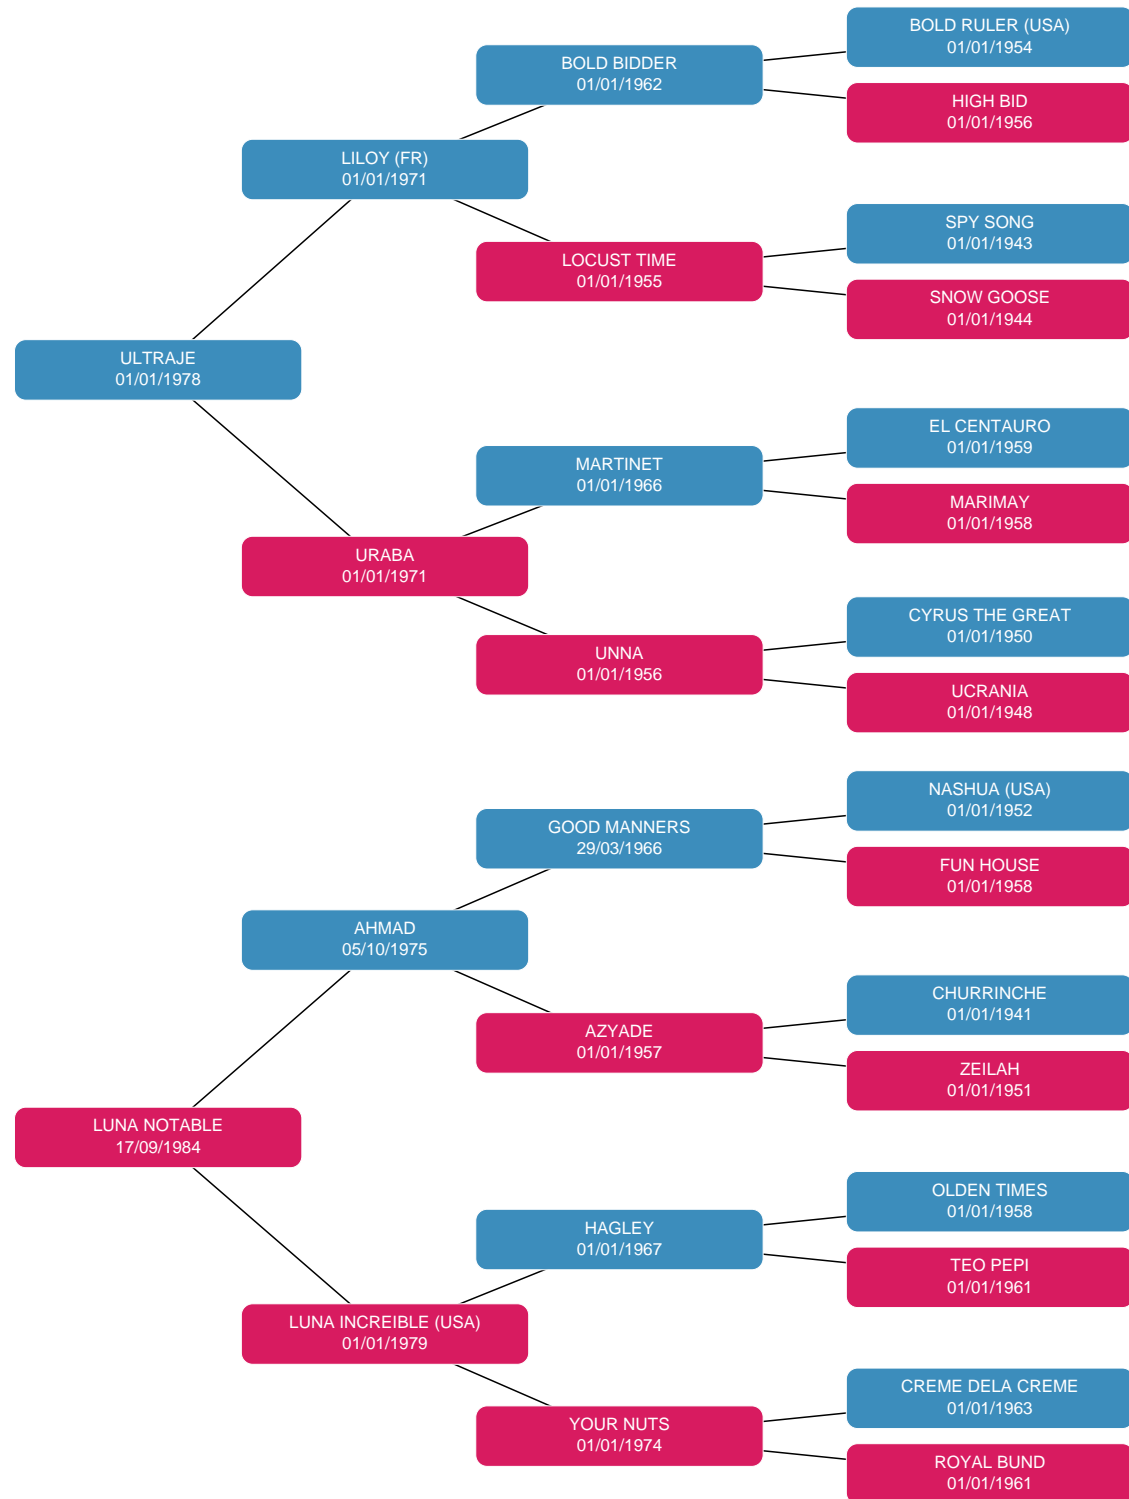 BOLD RULER (USA)
01/01/1954
BOLD BIDDER
01/01/1962
HIGH BID
01/01/1956
LILOY (FR)
01/01/1971
SPY SONG
01/01/1943
LOCUST TIME
01/01/1955
SNOW GOOSE
01/01/1944
ULTRAJE
01/01/1978
EL CENTAURO
01/01/1959
MARTINET
01/01/1966
MARIMAY
01/01/1958
URABA
01/01/1971
CYRUS THE GREAT
01/01/1950
UNNA
01/01/1956
UCRANIA
01/01/1948
NASHUA (USA)
01/01/1952
GOOD MANNERS
29/03/1966
FUN HOUSE
01/01/1958
AHMAD
05/10/1975
CHURRINCHE
01/01/1941
AZYADE
01/01/1957
ZEILAH
01/01/1951
LUNA NOTABLE
17/09/1984
OLDEN TIMES
01/01/1958
HAGLEY
01/01/1967
TEO PEPI
01/01/1961
LUNA INCREIBLE (USA)
01/01/1979
CREME DELA CREME
01/01/1963
YOUR NUTS
01/01/1974
ROYAL BUND
01/01/1961